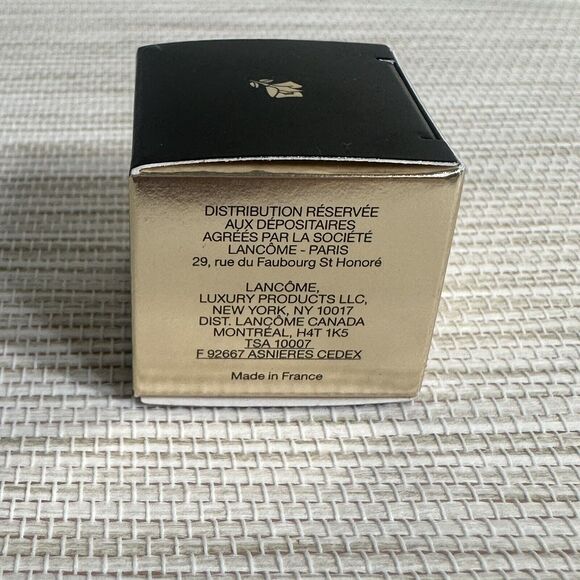 DISTRIBUTION RÉSERVÉE
AUX DÉPOSITAIRES
AGRÉÉS PAR LA SOCIÉTÉ
LANCÔME - PARIS
29, rue du Faubourg St Honoré
LANCÔME,
LUXURY PRODUCTS LLC,
NEW YORK, NY 10017
DIST. LANCÔME CANADA
MONTRÉAL, H4T 1K5
TSA 10007
F 92667 ASNIERES CEDEX
Made in France